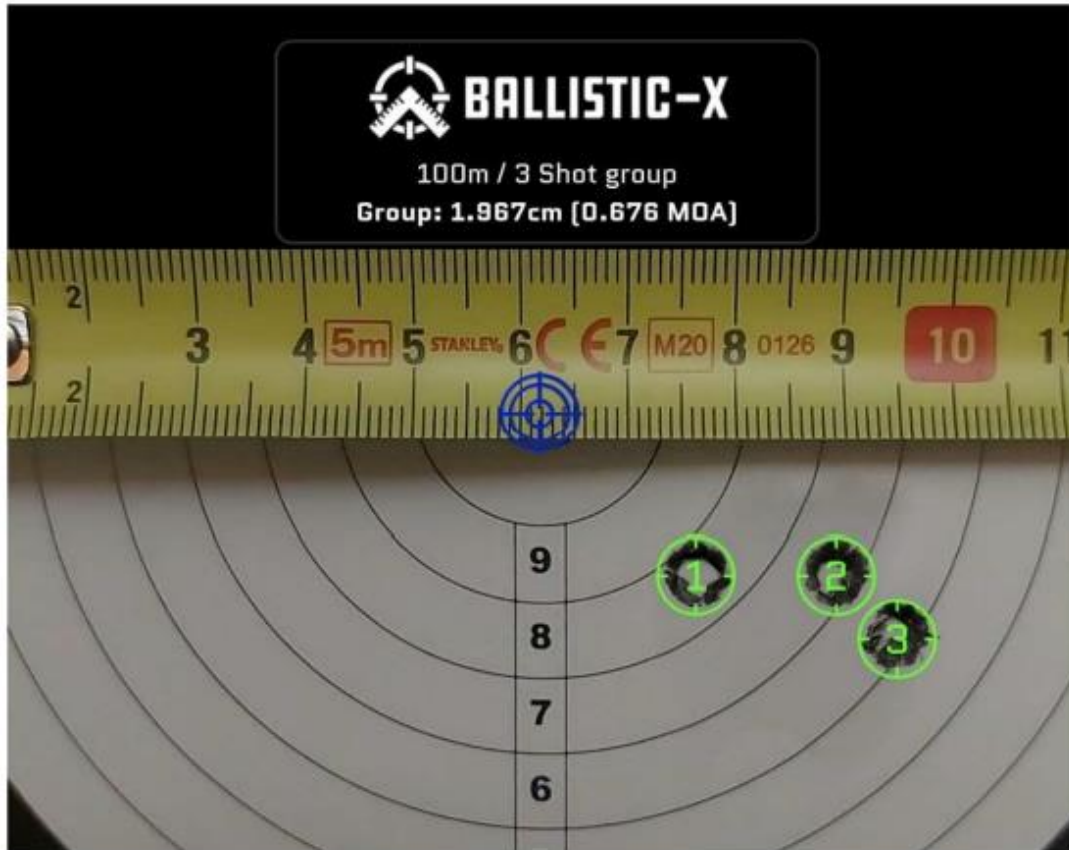 BALLISTIC-X
100m / 3 Shot group
Group: 1.967cm (0.676 MOA)
2
3 4 5m 5 STANLEY 6 CE 7 M20 8 0126 9 10 11
2
9
1 2
8 3
7
6